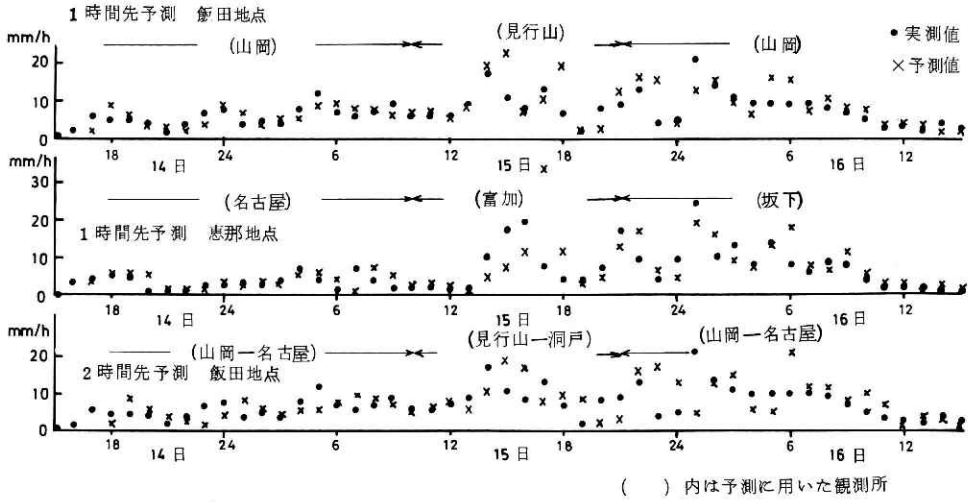 1時間先予測 飯田地点
mm/h
(山岡) (見行山) (山岡)
● 実測値
× 予測値
20
10
0
18 24 6 12 18 24 6 12
14日 15日 16日
mm/h
30
20
10
0
(名古屋) (富加) (坂下)
1時間先予測 恵那地点
18 24 6 12 18 24 6 12
14日 15日 16日
mm/h
20
10
0
(山岡ー名古屋) (見行山ー洞戸) (山岡ー名古屋)
2時間先予測 飯田地点
18 24 6 12 18 24 6 12
14日 15日 16日
( )内は予測に用いた観測所